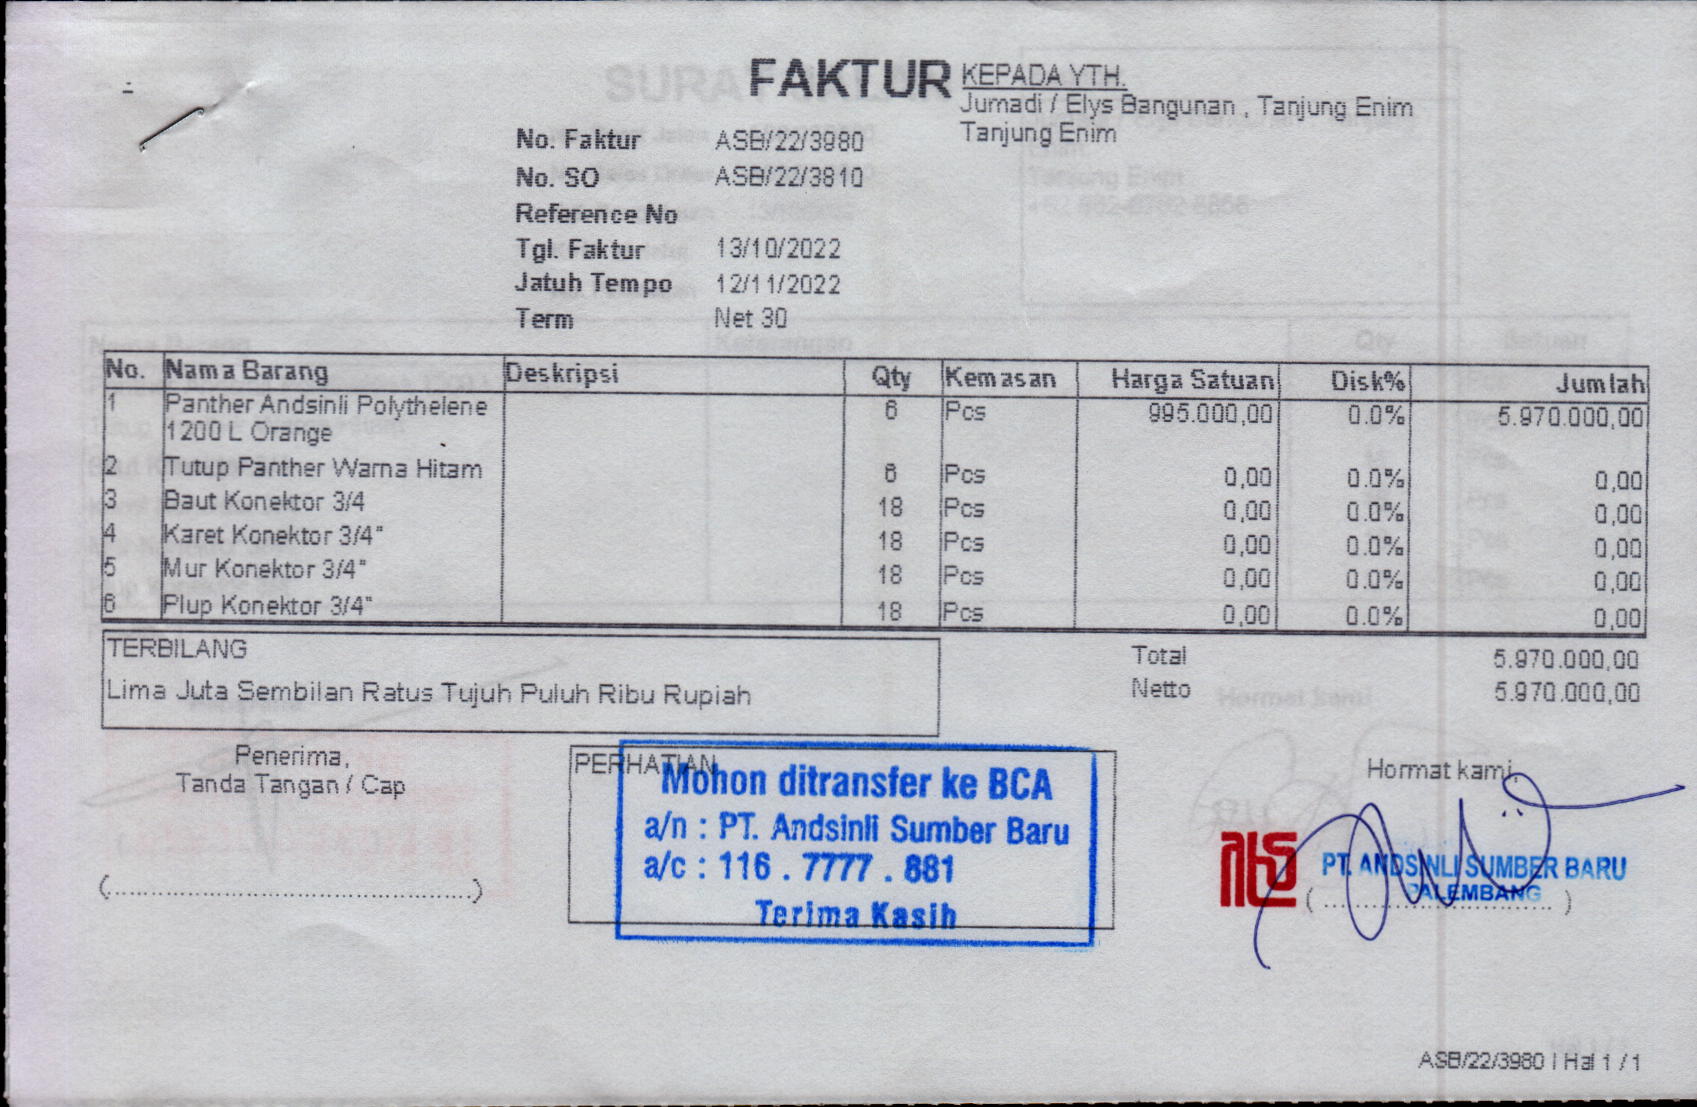 FAKTUR
KEPADA YTH.
Jumadi / Elys Bangunan , Tanjung Enim
Tanjung Enim
No. Faktur ASB/22/3980
No. SO ASB/22/3810
Reference No
Tgl. Faktur 13/10/2022
Jatuh Tempo 12/11/2022
Term Net 30
No. Nama Barang Deskripsi Qty Kemasan Harga Satuan Disk% Jumlah
1 Panther Andsinli Polythelene 6 Pcs 995.000,00 0.0% 5.970.000,00
1200 L Orange
2 Tutup Panther Warna Hitam 6 Pcs 0,00 0.0% 0,00
3 Baut Konektor 3/4 18 Pcs 0,00 0.0% 0,00
4 Karet Konektor 3/4" 18 Pcs 0,00 0.0% 0,00
5 Mur Konektor 3/4" 18 Pcs 0,00 0.0% 0,00
6 Plup Konektor 3/4" 18 Pcs 0,00 0.0% 0,00
TERBILANG
Lima Juta Sembilan Ratus Tujuh Puluh Ribu Rupiah
Total 5.970.000,00
Netto 5.970.000,00
Penerima,
Tanda Tangan / Cap
(..............................................)
PERHATIAN
Mohon ditransfer ke BCA
a/n : PT. Andsinli Sumber Baru
a/c : 116 . 7777 . 881
Terima Kasih
Hormat kami,
PT. ANDSINLI SUMBER BARU
PALEMBANG
( ............................. )
ASB/22/3980 | Hal 1 / 1